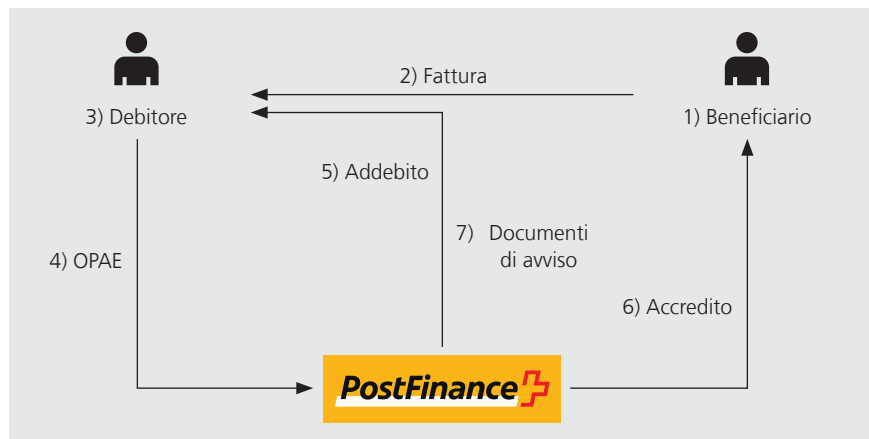 2) Fattura
3) Debitore
1) Beneficiario
5) Addebito
7) Documenti
di avviso
4) OPAE
6) Accredito
PostFinance